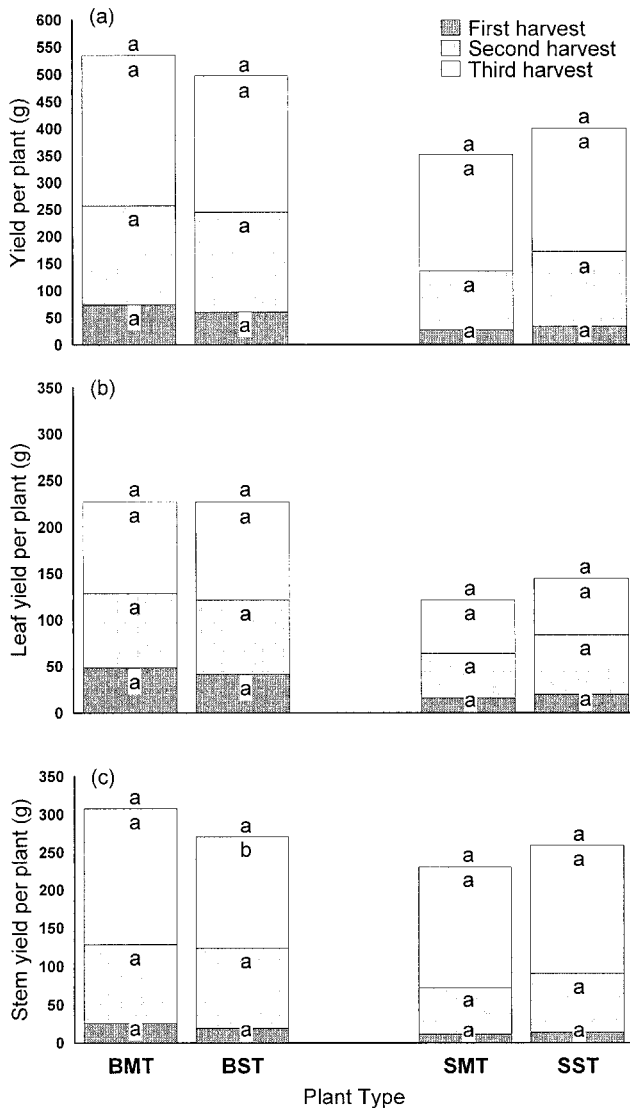 (a)
First harvest
Second harvest
Third harvest
Yield per plant (g)
600
550
500
450
400
350
300
250
200
150
100
50
0
a a a a
a a a a
a a a a
a a a a
(b)
Leaf yield per plant (g)
350
300
250
200
150
100
50
0
a a a a
a a a a
a a a a
a a a a
(c)
Stem yield per plant (g)
350
300
250
200
150
100
50
0
a a a a
a b a a
a a a a
a a a a
BMT BST SMT SST
Plant Type